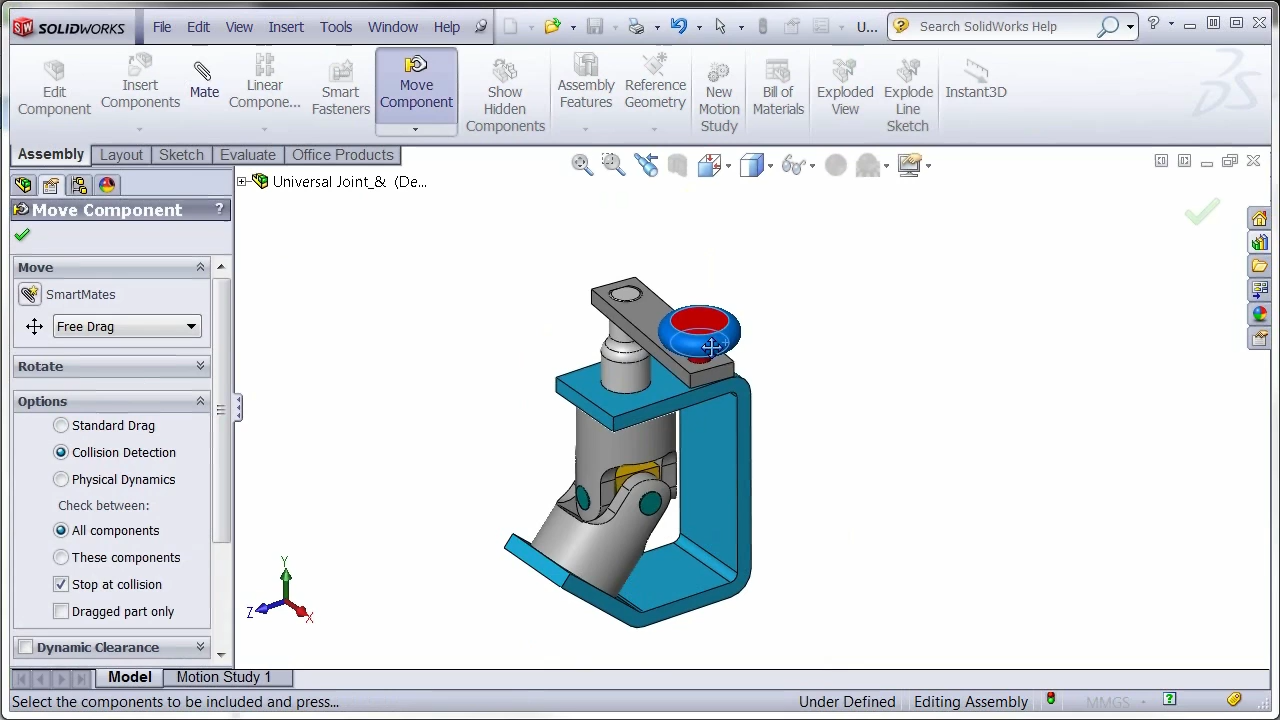 SOLIDWORKS File Edit View Insert Tools Window Help U... Search SolidWorks Help ?
Edit Component
Insert Components
Mate
Linear Compone...
Smart Fasteners
Move Component
Show Hidden Components
Assembly Features
Reference Geometry
New Motion Study
Bill of Materials
Exploded View
Explode Line Sketch
Instant3D
Assembly Layout Sketch Evaluate Office Products
Universal Joint_& (De...
Move Component ?
Move
SmartMates
Free Drag
Rotate
Options
Standard Drag
Collision Detection
Physical Dynamics
Check between:
All components
These components
Stop at collision
Dragged part only
Dynamic Clearance
Y
Z
X
Model Motion Study 1
Select the components to be included and press... Under Defined Editing Assembly MMGS ?